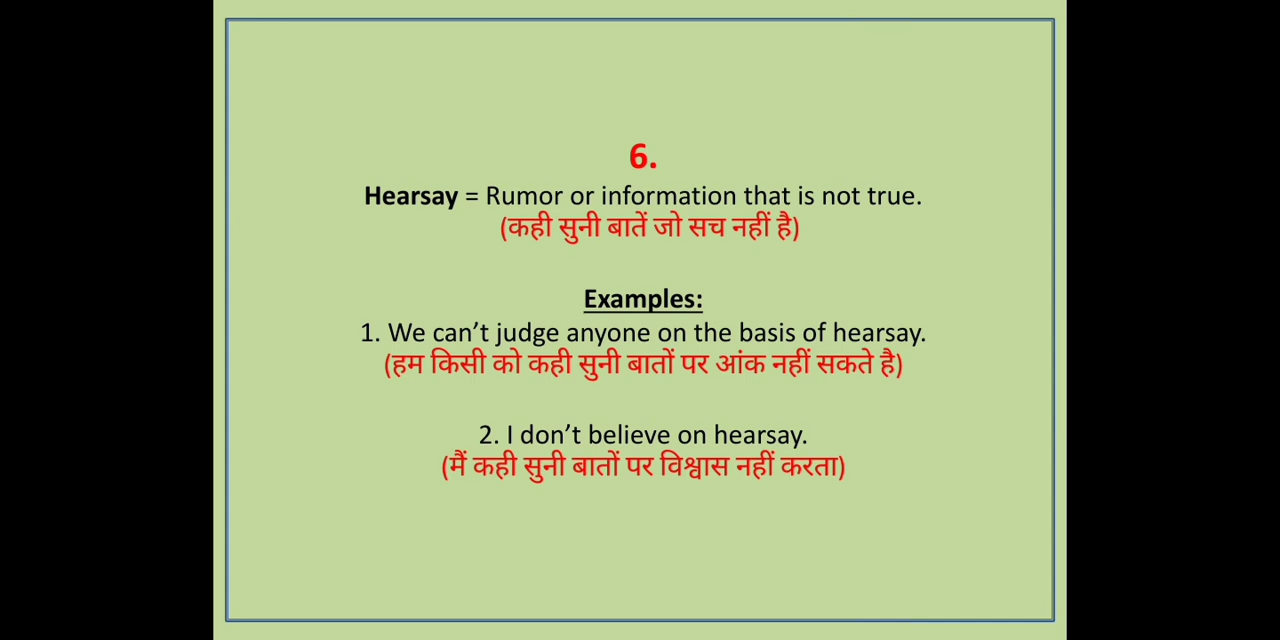 6.
Hearsay = Rumor or information that is not true.
(कही सुनी बातें जो सच नहीं है)
Examples:
1. We can’t judge anyone on the basis of hearsay.
(हम किसी को कही सुनी बातों पर आंक नहीं सकते है)
2. I don’t believe on hearsay.
(मैं कही सुनी बातों पर विश्वास नहीं करता)